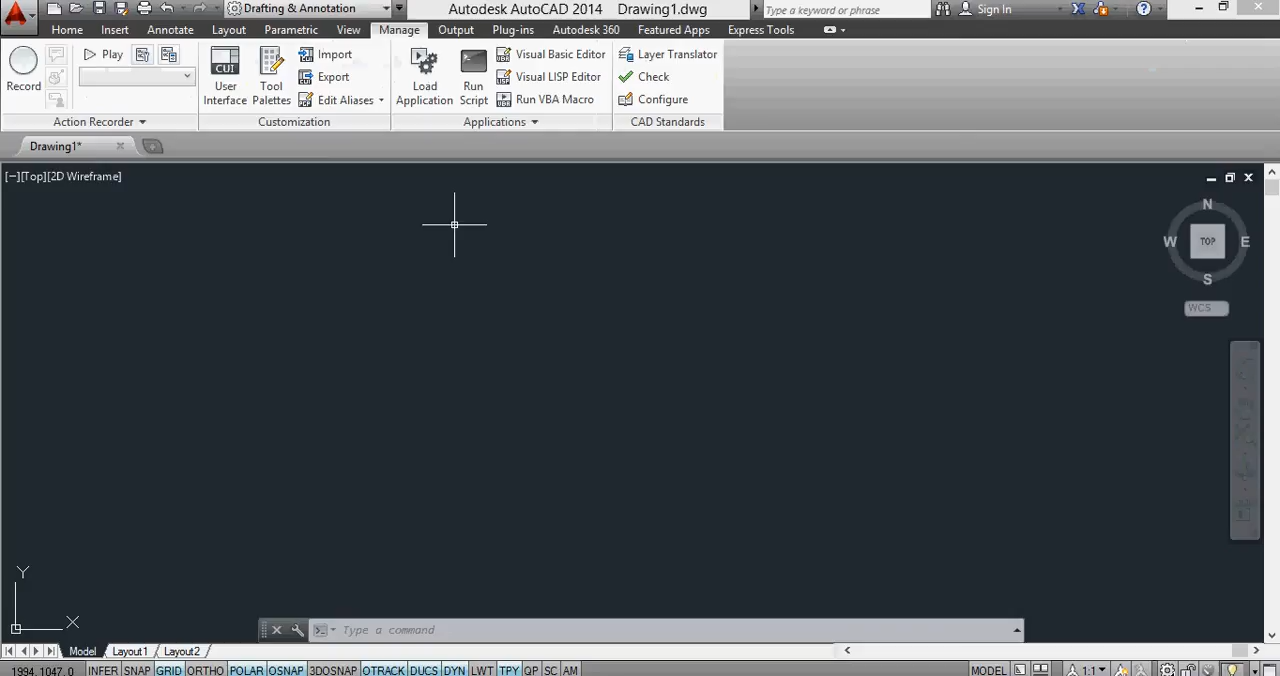 Drafting & Annotation Autodesk AutoCAD 2014 Drawing1.dwg Type a keyword or phrase Sign In
Home Insert Annotate Layout Parametric View Manage Output Plug-ins Autodesk 360 Featured Apps Express Tools
Record
Play
CUI
User
Interface
Tool
Palettes
Import
Export
Edit Aliases
Load
Application
Run
Script
Visual Basic Editor
Visual LISP Editor
Run VBA Macro
Layer Translator
Check
Configure
Action Recorder Customization Applications CAD Standards
Drawing1*
[−][Top][2D Wireframe]
N
W TOP E
S
WCS
Y
X
Type a command
Model Layout1 Layout2
1994, 1047, 0 INFER SNAP GRID ORTHO POLAR OSNAP 3DOSNAP OTRACK DUCS DYN LWT TPY QP SC AM MODEL 1:1